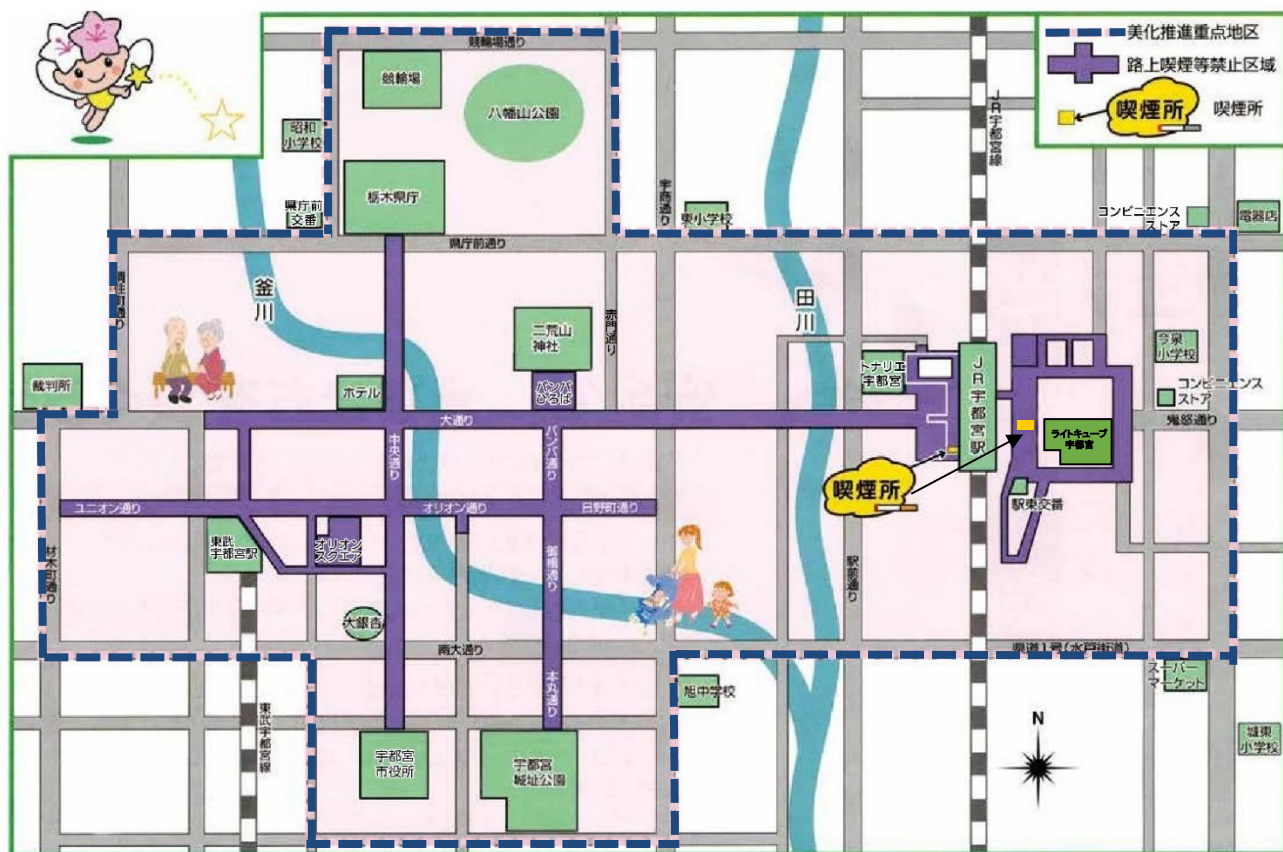 美化推進重点地区
路上喫煙等禁止区域
喫煙所
喫煙所
競輪場通り
競輪場
八幡山公園
JR宇都宮線
昭和
小学校
栃木県庁
宇商通り
県庁前
交番
東小学校
コンビニエンス
ストア
電器店
県庁前通り
釜川
田川
二荒山
神社
赤門通り
トナリエ
宇都宮
JR宇都宮駅
今泉
小学校
裁判所
ホテル
バンバ
ひろば
コンビニエンス
ストア
大通り
鬼怒通り
ライトキューブ
宇都宮
中央通り
バンバ通り
喫煙所
駅東交番
ユニオン通り
オリオン通り
日野町通り
東武
宇都宮駅
オリオン
スクエア
御橋通り
材木町通り
駅前通り
大銀杏
南大通り
県道1号(水戸街道)
本丸通り
旭中学校
スーパー
マーケット
東武宇都宮線
宇都宮
市役所
宇都宮
城址公園
N
城東
小学校